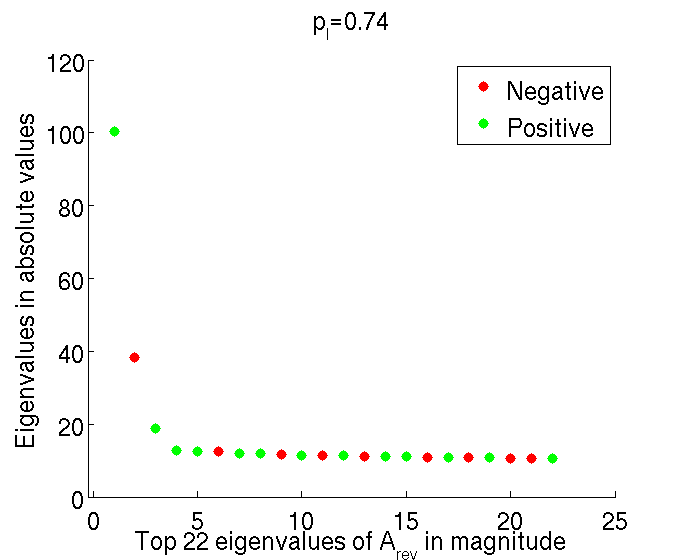 p_l=0.74
120
100
80
60
40
20
0
0 5 10 15 20 25
Eigenvalues in absolute values
Top 22 eigenvalues of A_rev in magnitude
Negative
Positive